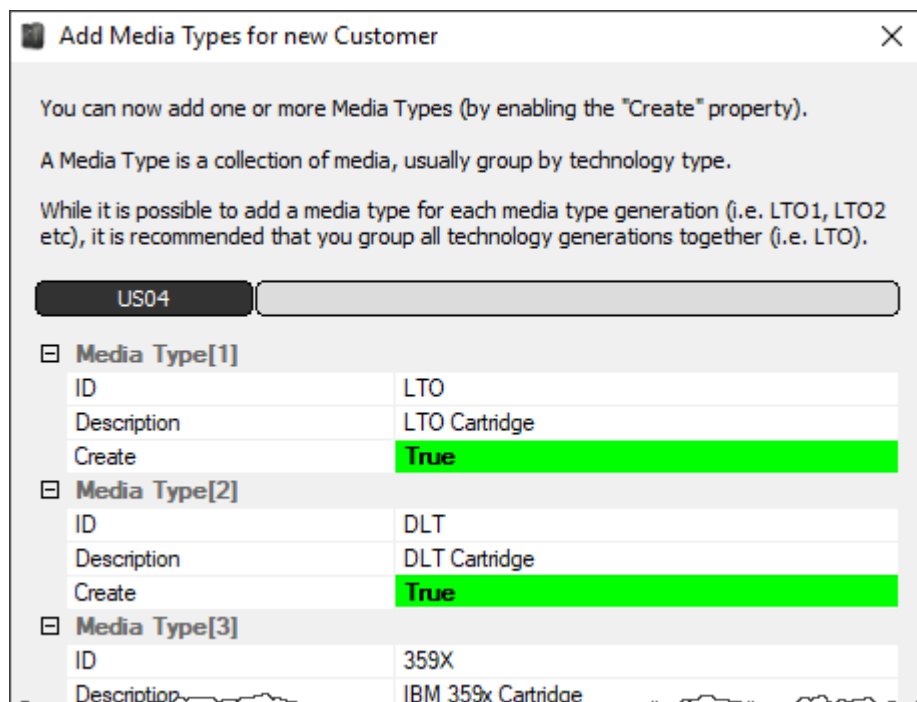 Add Media Types for new Customer
You can now add one or more Media Types (by enabling the "Create" property).
A Media Type is a collection of media, usually group by technology type.
While it is possible to add a media type for each media type generation (i.e. LTO1, LTO2
etc), it is recommended that you group all technology generations together (i.e. LTO).
US04
Media Type[1]
ID LTO
Description LTO Cartridge
Create True
Media Type[2]
ID DLT
Description DLT Cartridge
Create True
Media Type[3]
ID 359X
Description IBM 359x Cartridge